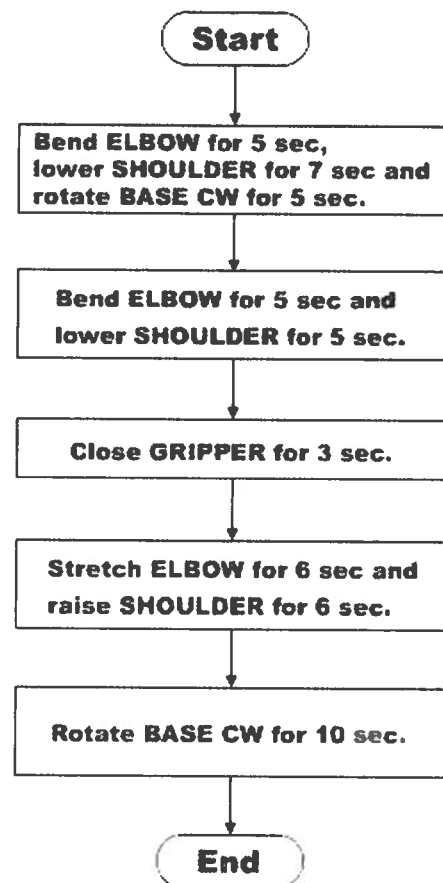 Start
Bend ELBOW for 5 sec,
lower SHOULDER for 7 sec and
rotate BASE CW for 5 sec.
Bend ELBOW for 5 sec and
lower SHOULDER for 5 sec.
Close GRIPPER for 3 sec.
Stretch ELBOW for 6 sec and
raise SHOULDER for 6 sec.
Rotate BASE CW for 10 sec.
End